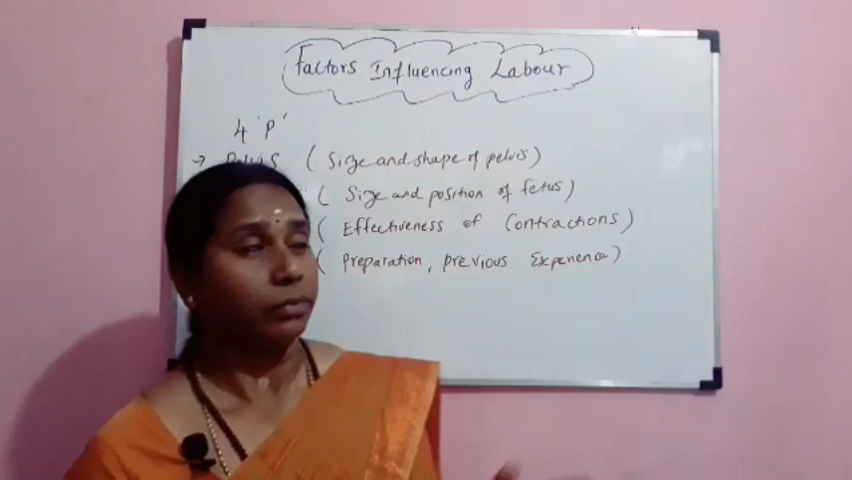 Factors Influencing Labour
4 'P'
→ Pelvis (Size and shape of pelvis)
( Size and position of fetus)
( Effectiveness of Contractions)
( Preparation, previous Experience)